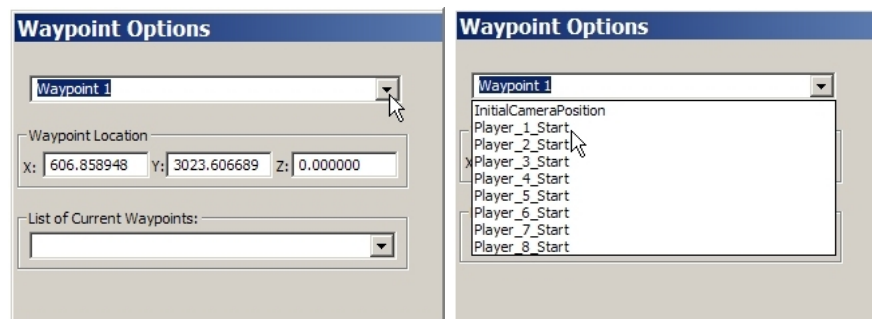 Waypoint Options
Waypoint 1
Waypoint Location
X: 606.858948 Y: 3023.606689 Z: 0.000000
List of Current Waypoints:
Waypoint Options
Waypoint 1
InitialCameraPosition
Player_1_Start
Player_2_Start
X Player_3_Start
Player_4_Start
Player_5_Start
Player_6_Start
Player_7_Start
Player_8_Start